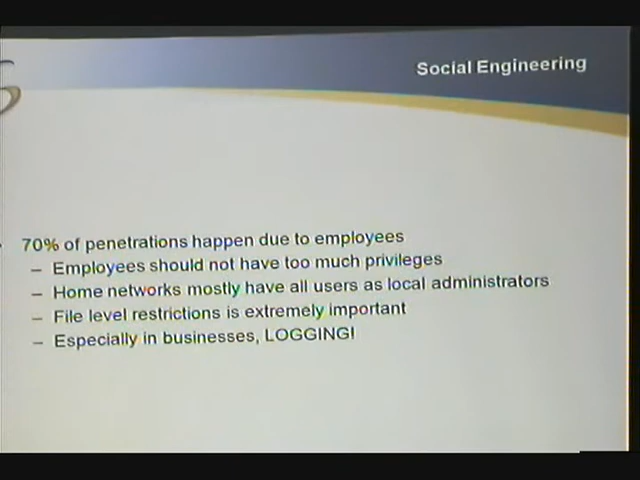 Social Engineering
70% of penetrations happen due to employees
– Employees should not have too much privileges
– Home networks mostly have all users as local administrators
– File level restrictions is extremely important
– Especially in businesses, LOGGING!